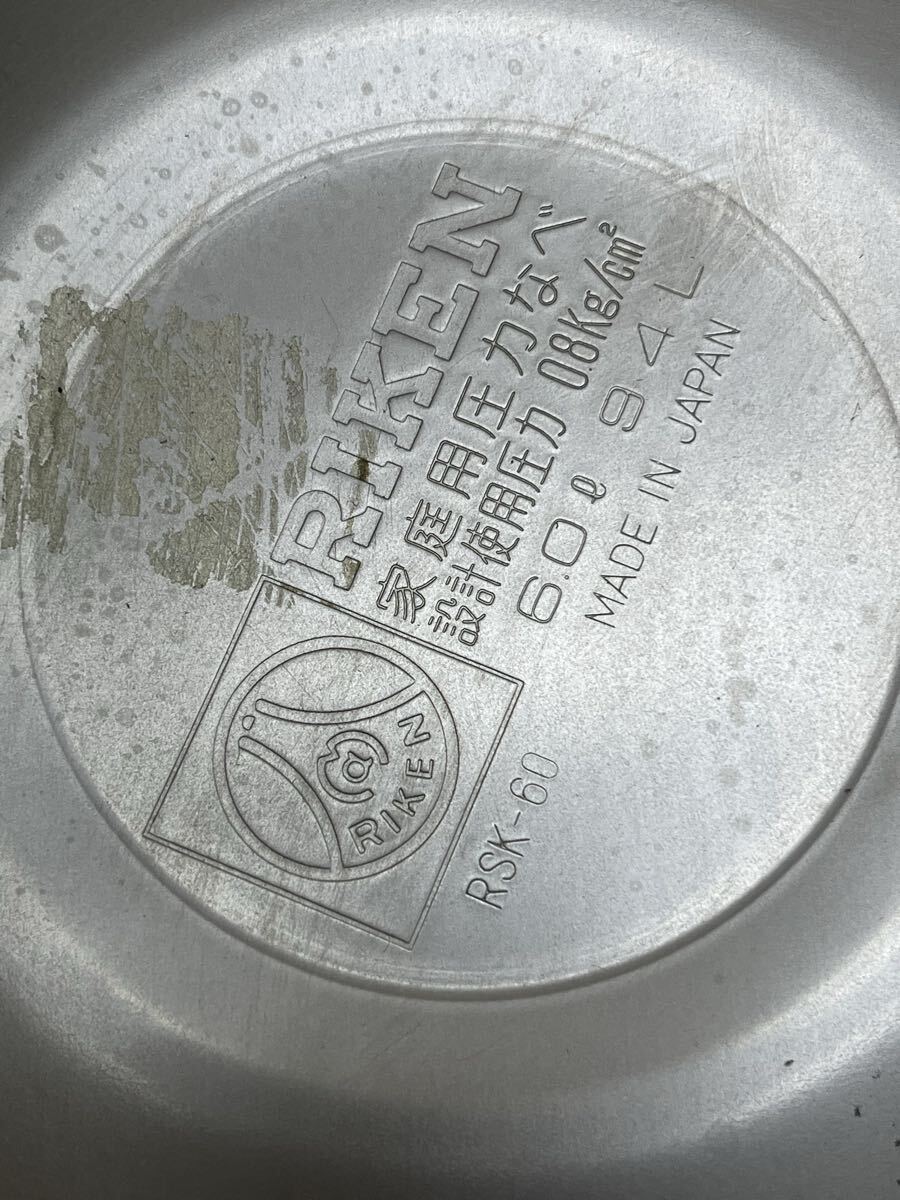 RIKEN
家庭用圧力なべ
設計使用圧力 0.8Kg/cm²
6.0ℓ 9·4 L
MADE IN JAPAN
RIKEN
RSK-60